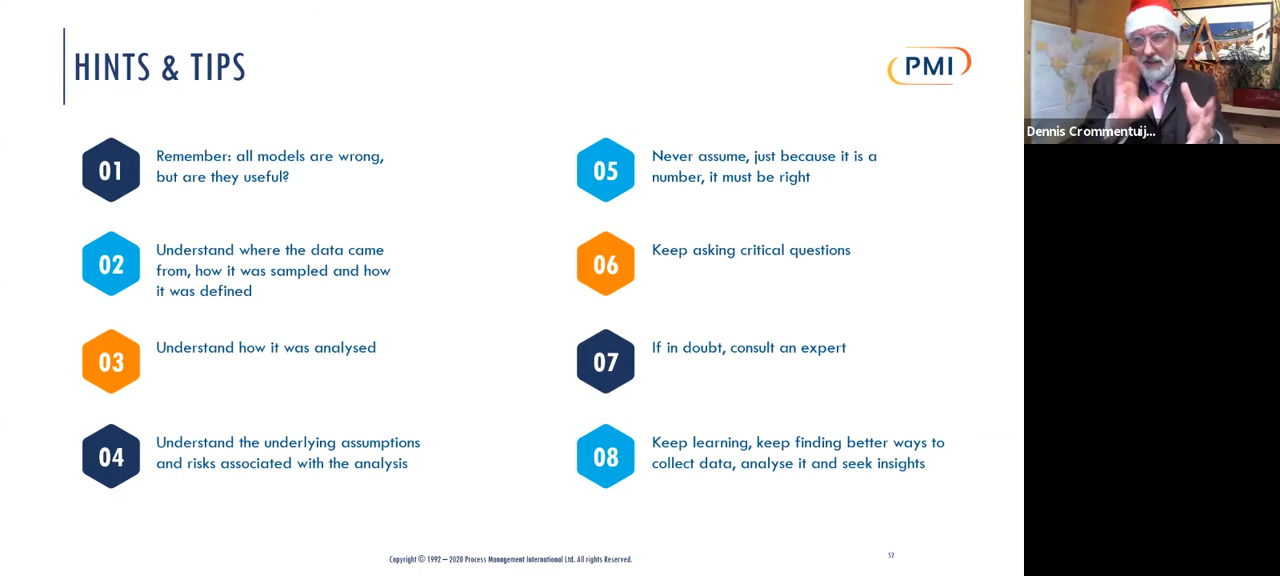 HINTS & TIPS
PMI
01
Remember: all models are wrong,
but are they useful?
02
Understand where the data came
from, how it was sampled and how
it was defined
03
Understand how it was analysed
04
Understand the underlying assumptions
and risks associated with the analysis
05
Never assume, just because it is a
number, it must be right
06
Keep asking critical questions
07
If in doubt, consult an expert
08
Keep learning, keep finding better ways to
collect data, analyse it and seek insights
Copyright © 1992 – 2020 Process Management International Ltd. All rights Reserved.
52
Dennis Crommentuij...